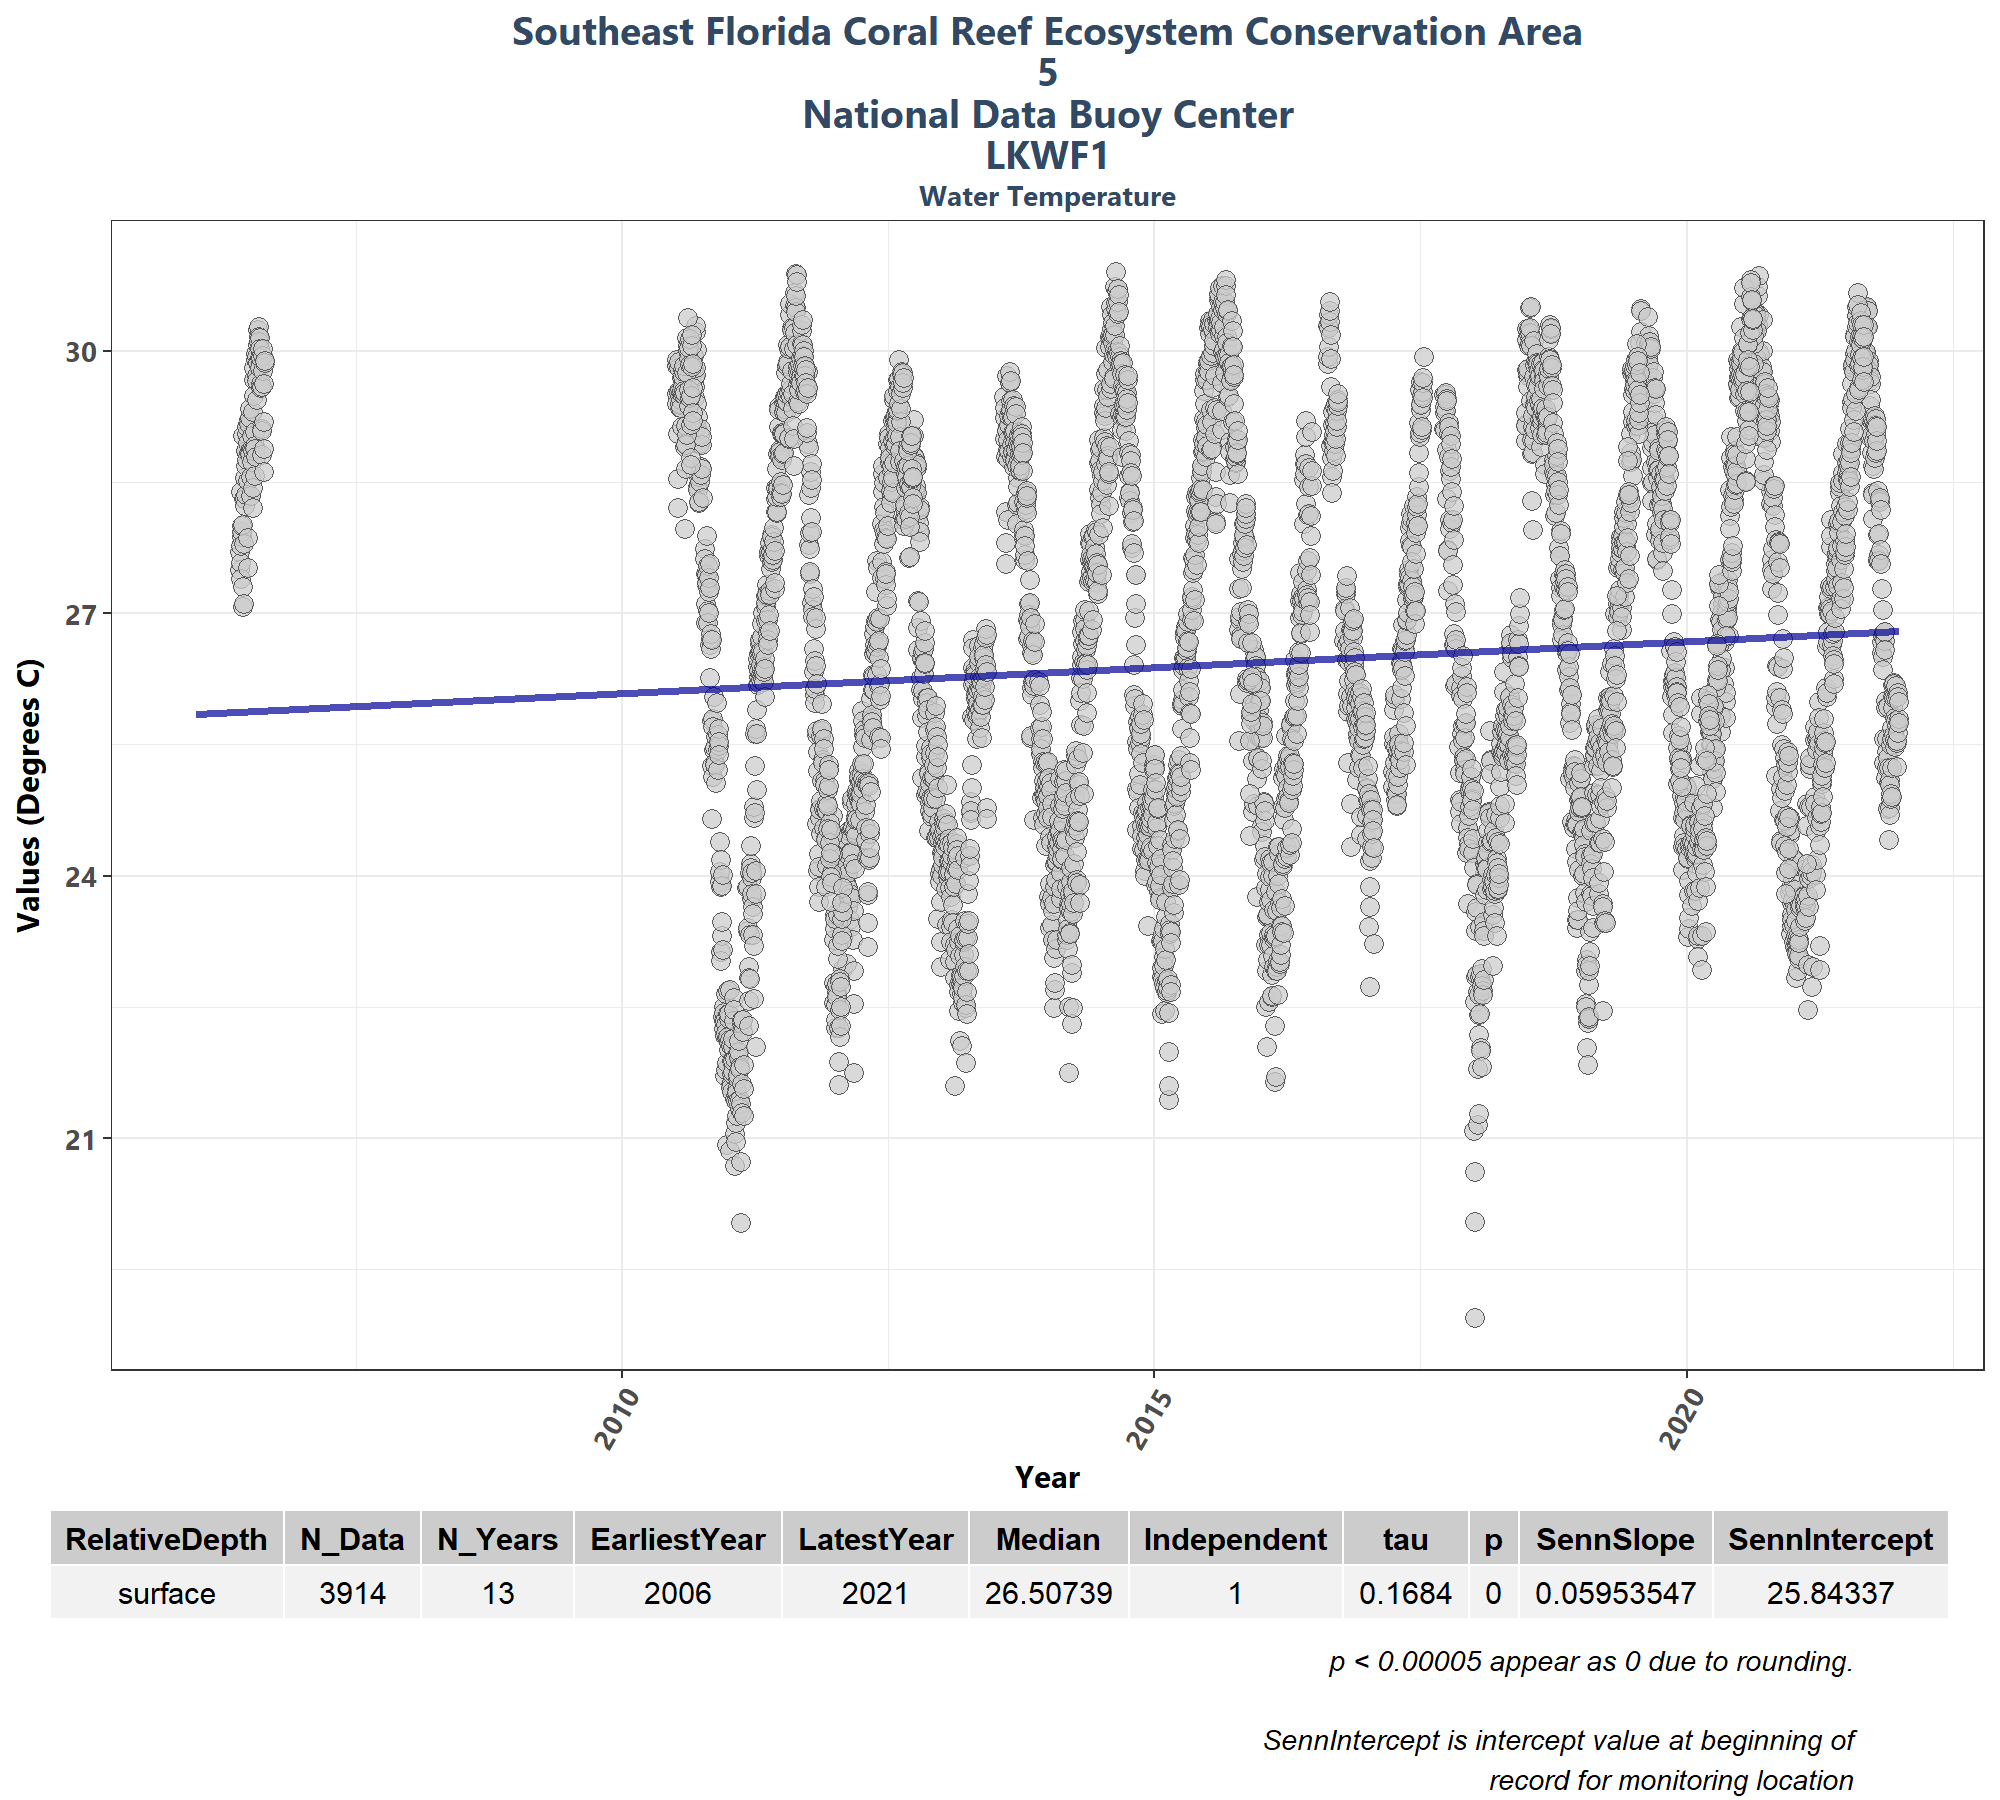 Southeast Florida Coral Reef Ecosystem Conservation Area
5
National Data Buoy Center
LKWF1
Water Temperature
Values (Degrees C)
30
27
24
21
2010
2015
2020
Year
RelativeDepth N_Data N_Years EarliestYear LatestYear Median Independent tau p SennSlope SennIntercept
surface 3914 13 2006 2021 26.50739 1 0.1684 0 0.05953547 25.84337
p < 0.00005 appear as 0 due to rounding.
SennIntercept is intercept value at beginning of
record for monitoring location